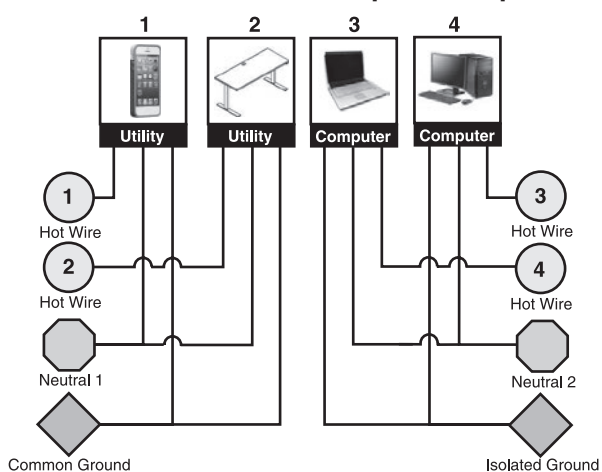 1 2 3 4
Utility Utility Computer Computer
1 3
Hot Wire Hot Wire
2 4
Hot Wire Hot Wire
Neutral 1 Neutral 2
Common Ground Isolated Ground